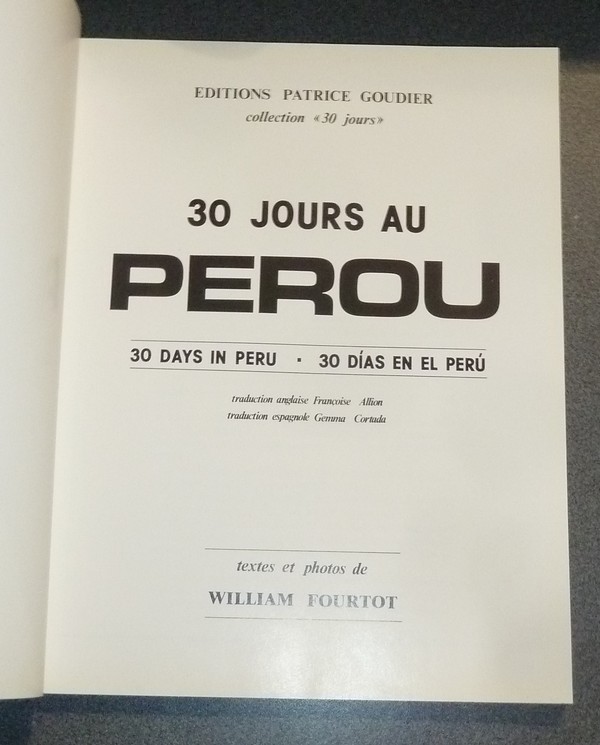 EDITIONS PATRICE GOUDIER
collection «30 jours»
30 JOURS AU
PEROU
30 DAYS IN PERU · 30 DÍAS EN EL PERÚ
traduction anglaise Françoise Allion
traduction espagnole Gemma Cortada
textes et photos de
WILLIAM FOURTOT